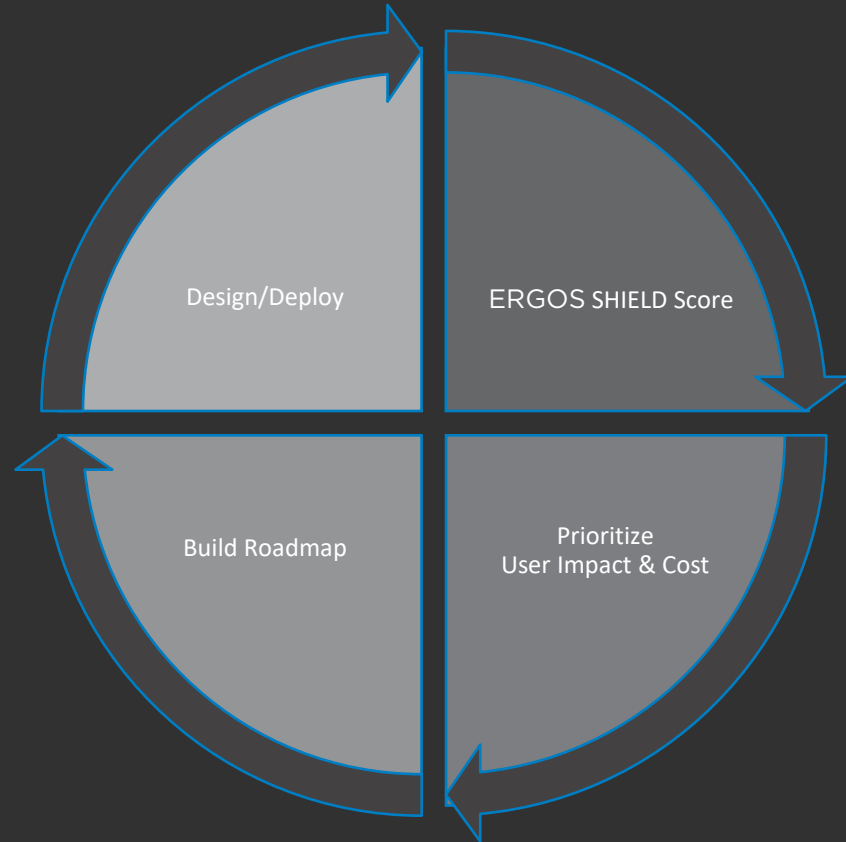 Design/Deploy
ERGOS SHIELD Score
Build Roadmap
Prioritize
User Impact & Cost